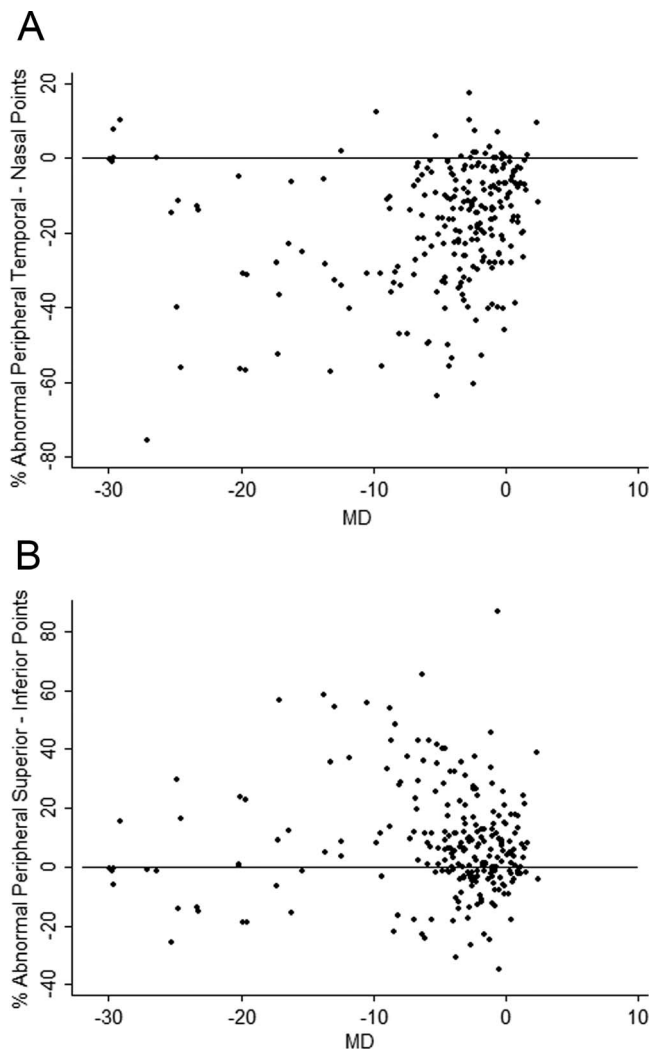 A
% Abnormal Peripheral Temporal - Nasal Points
20
0
-20
-40
-60
-80
-30 -20 -10 0 10
MD
B
% Abnormal Peripheral Superior - Inferior Points
80
60
40
20
0
-20
-40
-30 -20 -10 0 10
MD